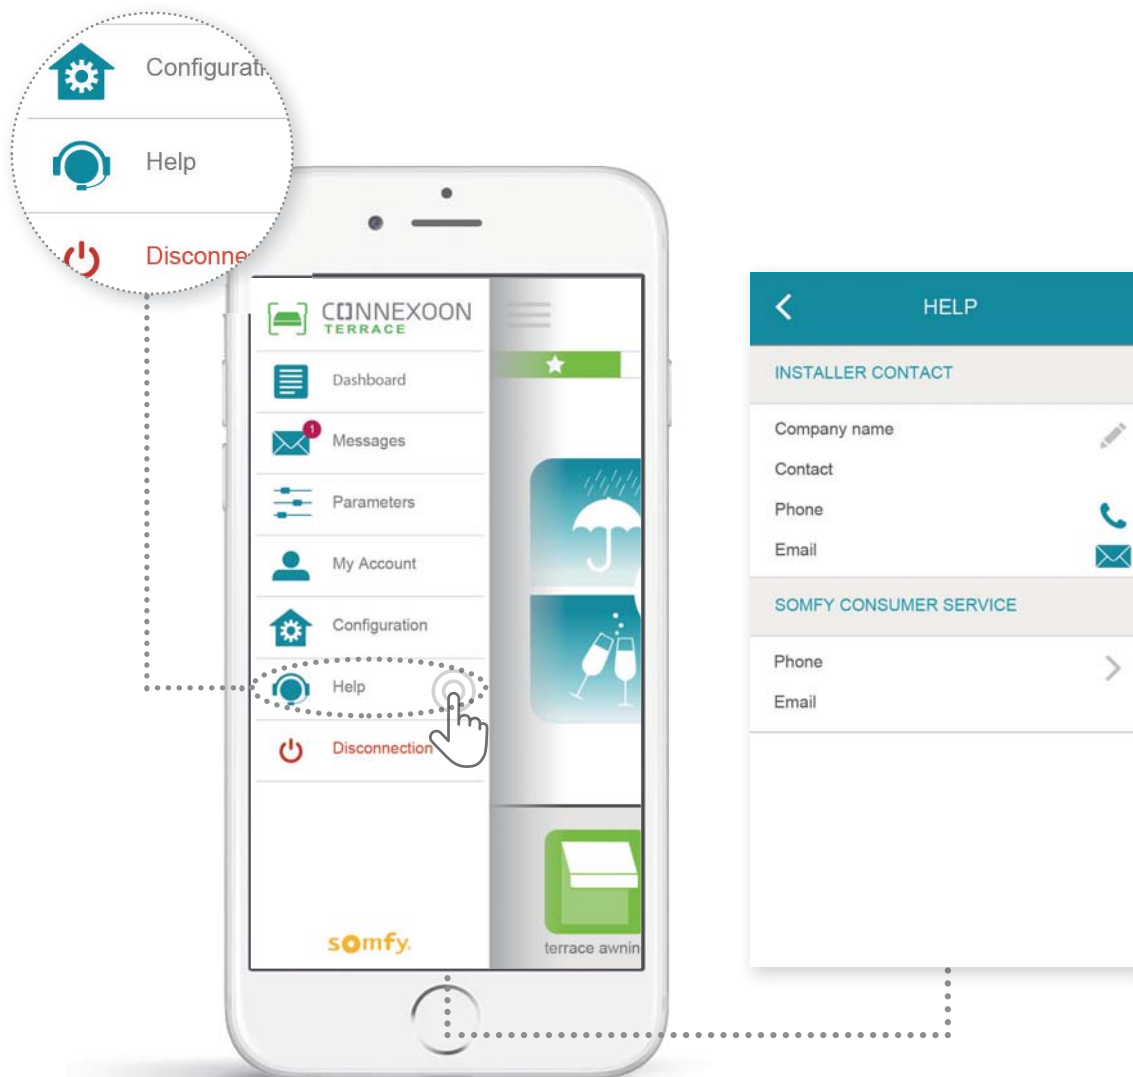 Configurati
Help
Disconne
CONNEXOON
TERRACE
Dashboard
1
Messages
Parameters
My Account
Configuration
Help
Disconnection
somfy.
terrace awnin
HELP
INSTALLER CONTACT
Company name
Contact
Phone
Email
SOMFY CONSUMER SERVICE
Phone
Email